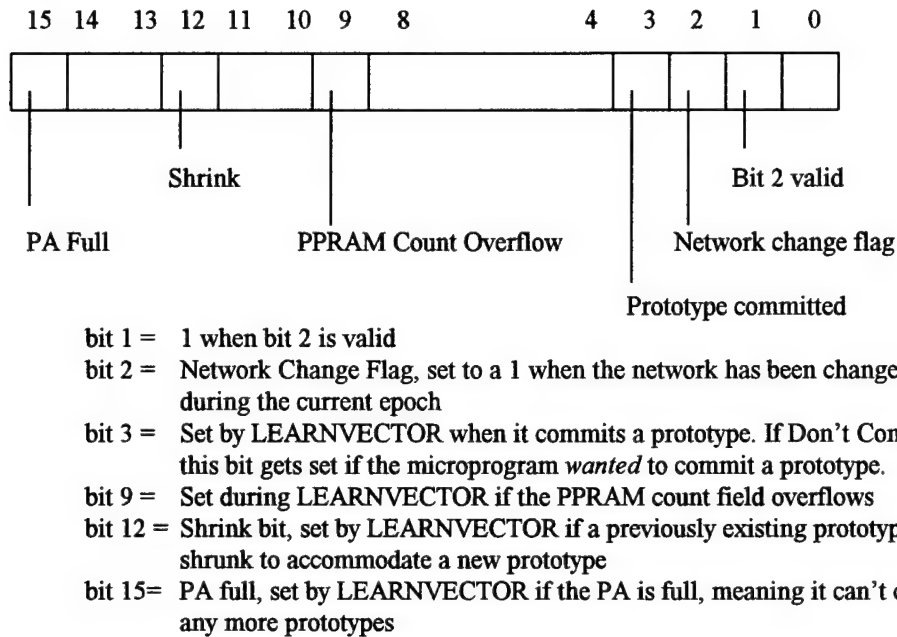 15 14 13 12 11 10 9 8 4 3 2 1 0
Shrink
Bit 2 valid
PA Full
PPRAM Count Overflow
Network change flag
Prototype committed
bit 1 = 1 when bit 2 is valid
bit 2 = Network Change Flag, set to a 1 when the network has been change
during the current epoch
bit 3 = Set by LEARNVECTOR when it commits a prototype. If Don't Con
this bit gets set if the microprogram wanted to commit a prototype.
bit 9 = Set during LEARNVECTOR if the PPRAM count field overflows
bit 12 = Shrink bit, set by LEARNVECTOR if a previously existing prototyp
shrunk to accommodate a new prototype
bit 15= PA full, set by LEARNVECTOR if the PA is full, meaning it can't
any more prototypes